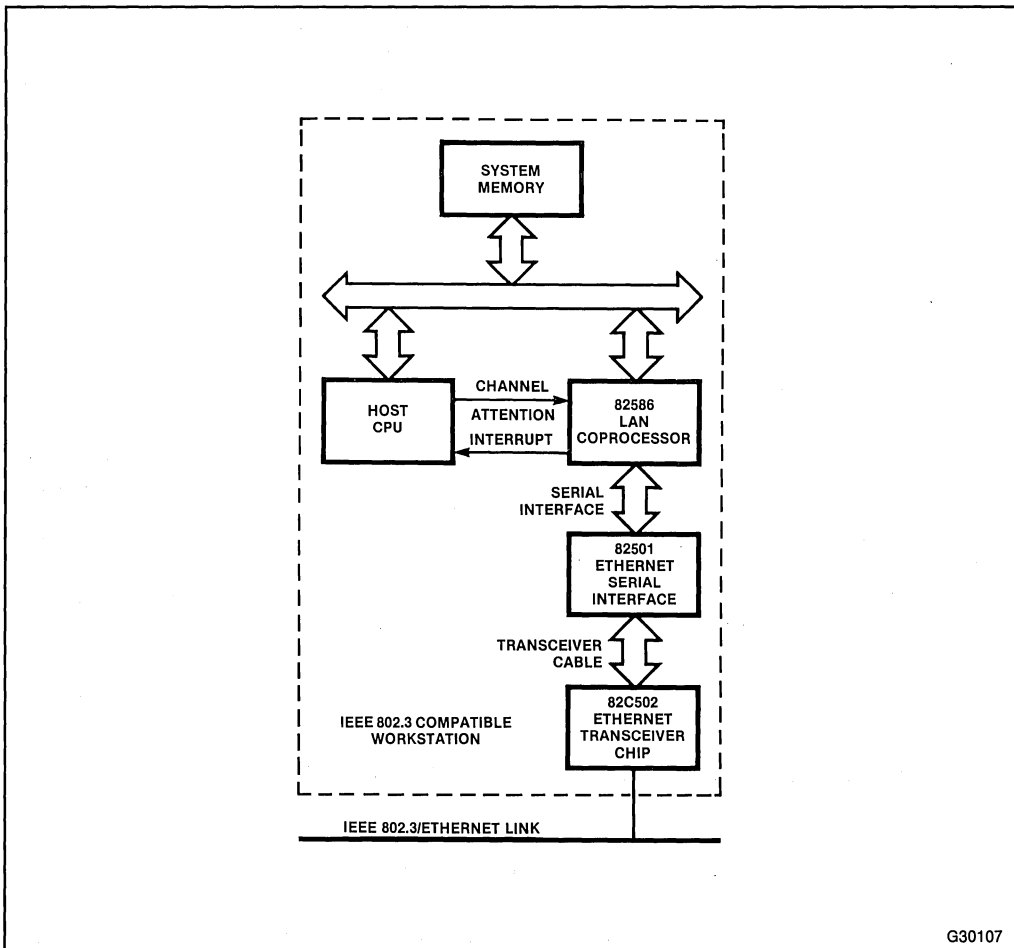 SYSTEM
MEMORY
HOST
CPU
CHANNEL
ATTENTION
INTERRUPT
82586
LAN
COPROCESSOR
SERIAL
INTERFACE
82501
ETHERNET
SERIAL
INTERFACE
TRANSCEIVER
CABLE
82C502
ETHERNET
TRANSCEIVER
CHIP
IEEE 802.3 COMPATIBLE
WORKSTATION
IEEE 802.3/ETHERNET LINK
G30107